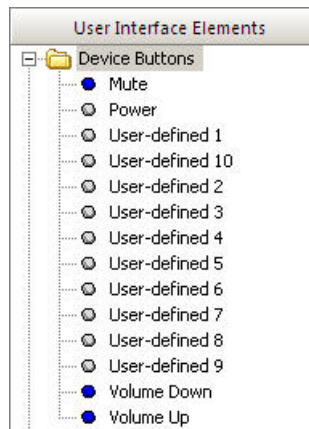 User Interface Elements
Device Buttons
Mute
Power
User-defined 1
User-defined 10
User-defined 2
User-defined 3
User-defined 4
User-defined 5
User-defined 6
User-defined 7
User-defined 8
User-defined 9
Volume Down
Volume Up